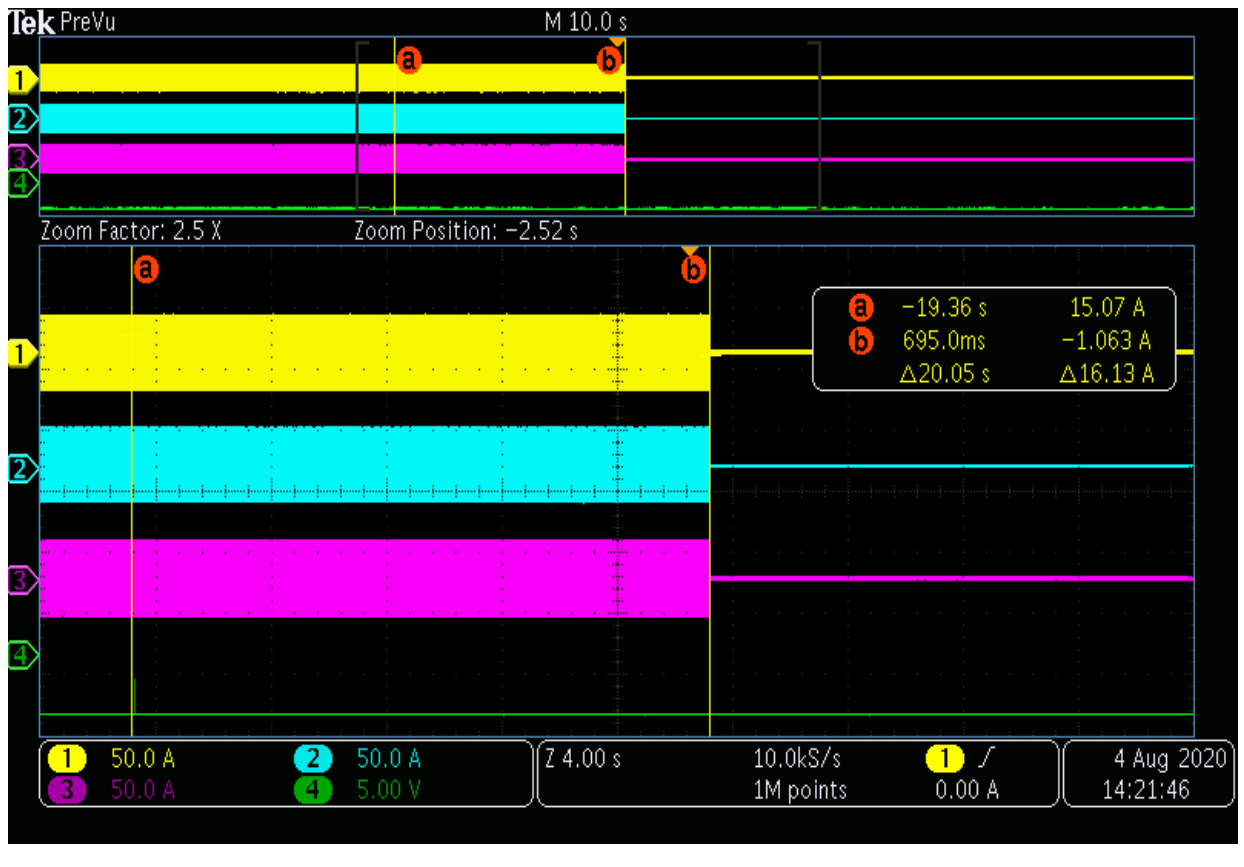 Tek PreVu M 10.0 s
a b
1
2
3
4
Zoom Factor: 2.5 X Zoom Position: −2.52 s
a b
a −19.36 s 15.07 A
b 695.0ms −1.063 A
Δ20.05 s Δ16.13 A
1
2
3
4
1 50.0 A 2 50.0 A Z 4.00 s 10.0kS/s 1 4 Aug 2020
3 50.0 A 4 5.00 V 1M points 0.00 A 14:21:46